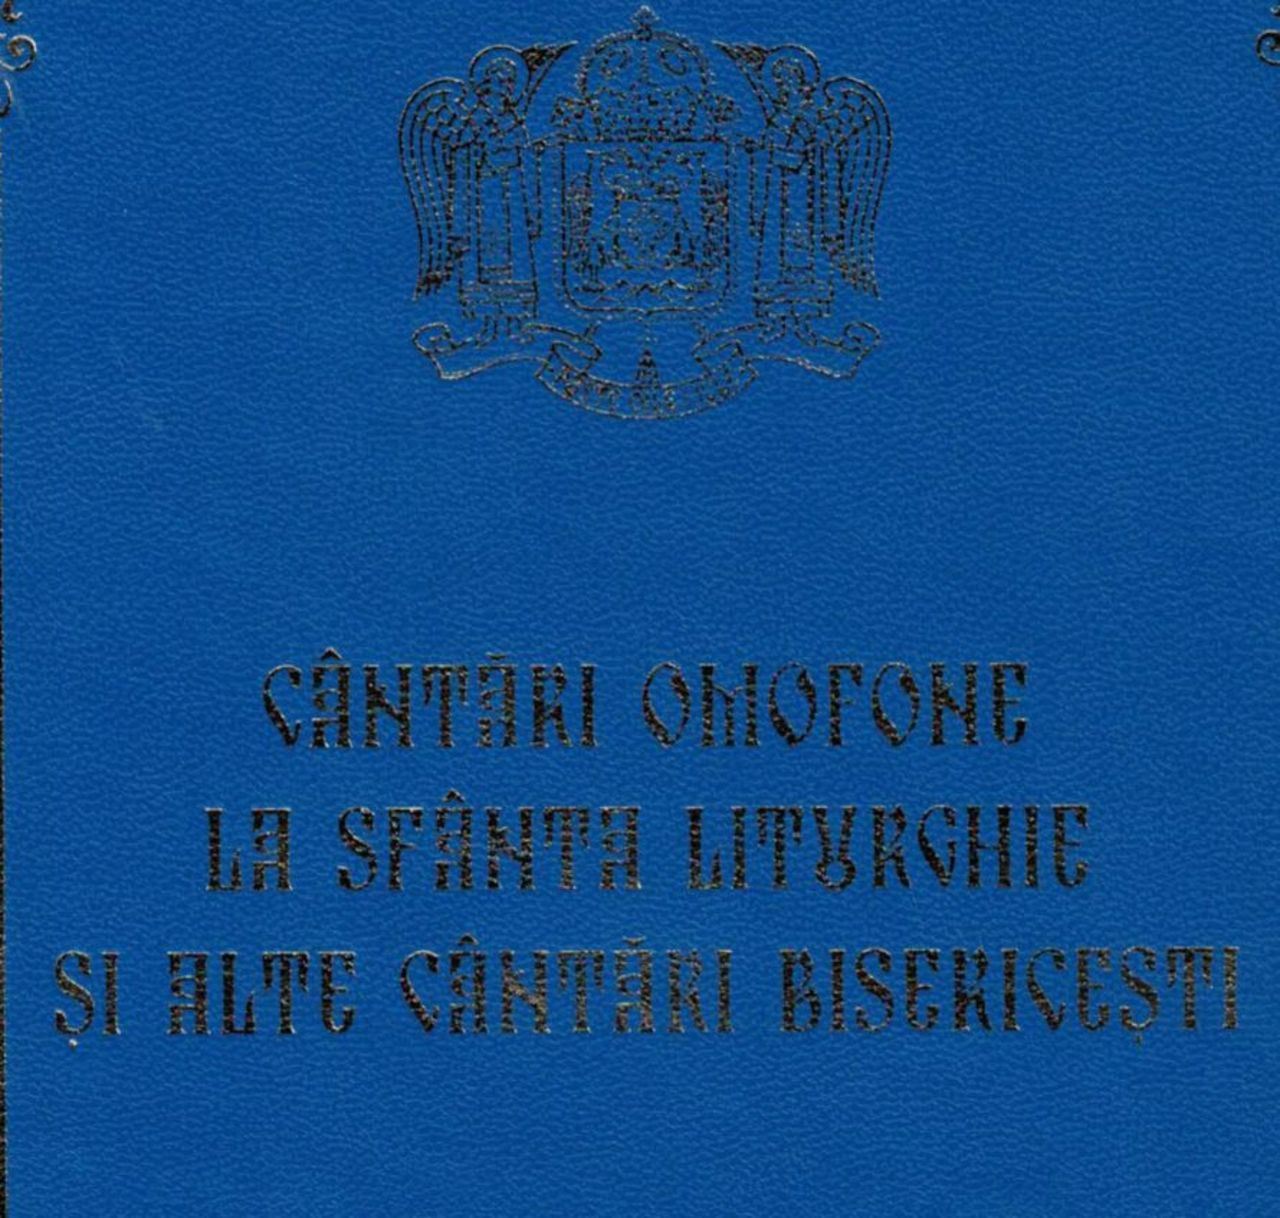 CÂNTĂRI OMOFONE
LA SFÂNTA LITURGHIE
ȘI ALTE CÂNTĂRI BISERICEȘTI